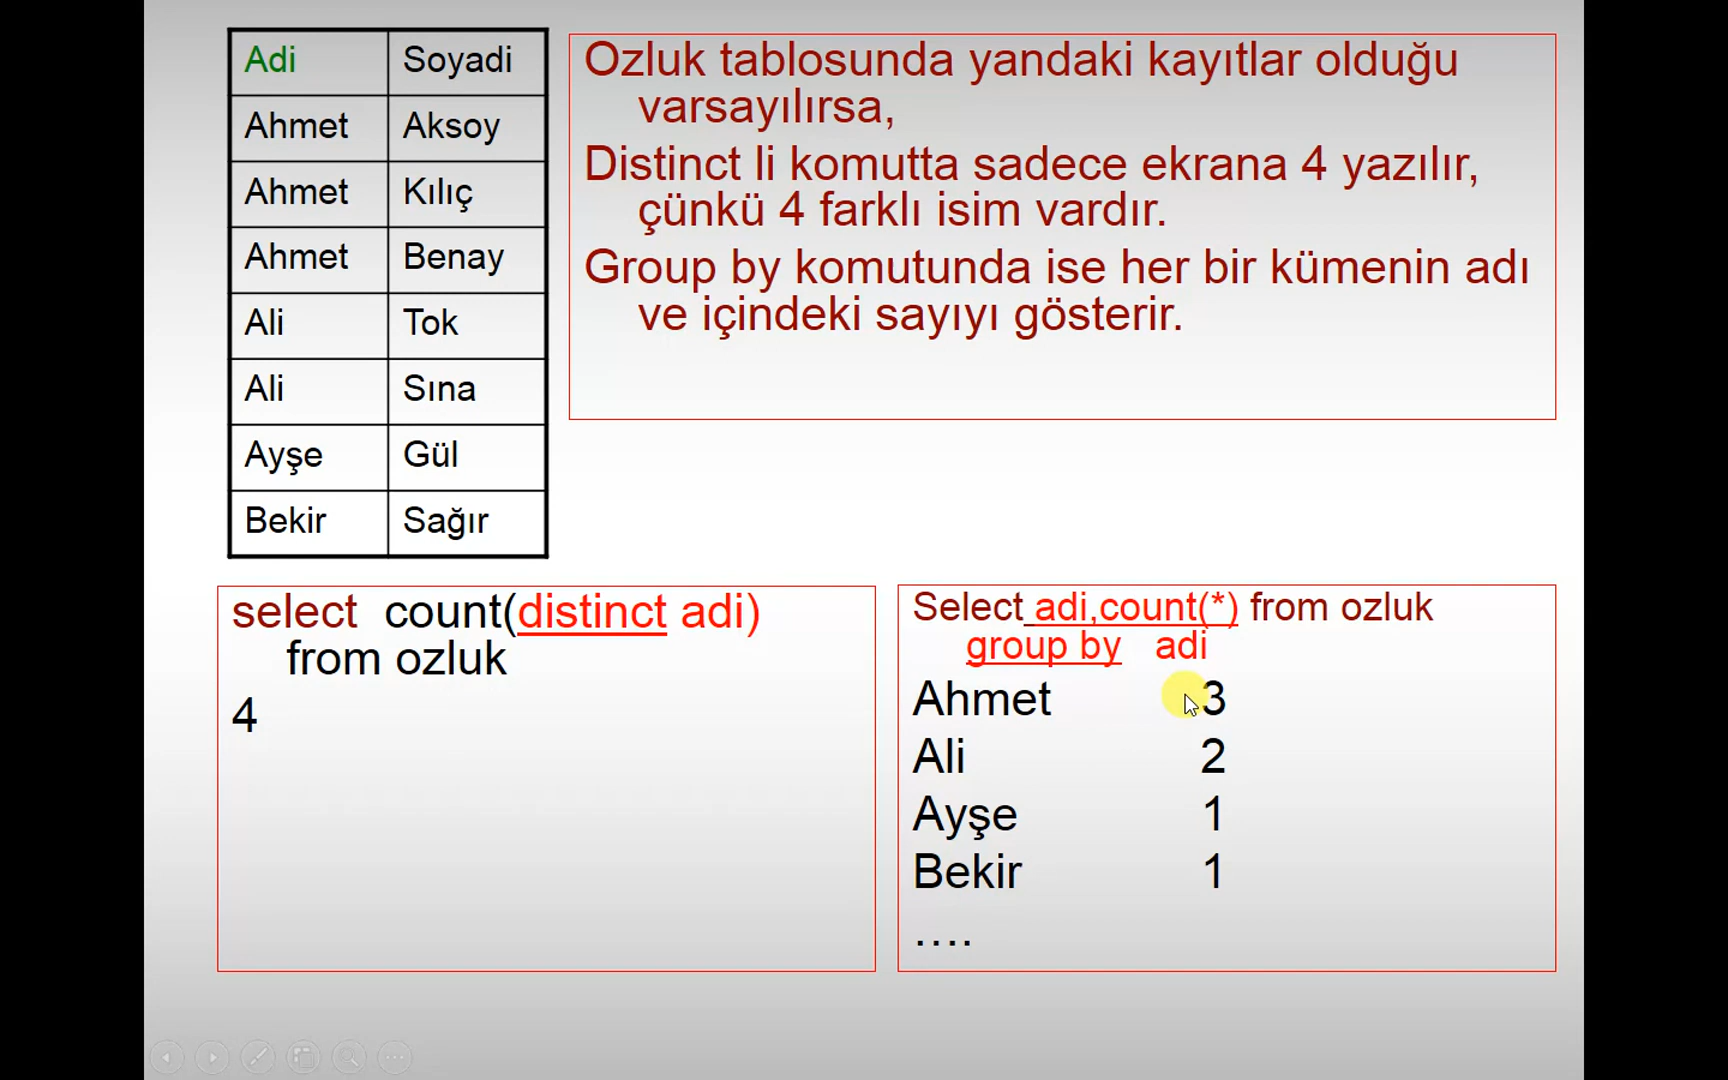 Adi Soyadi
Ahmet Aksoy
Ahmet Kılıç
Ahmet Benay
Ali Tok
Ali Sına
Ayşe Gül
Bekir Sağır
Ozluk tablosunda yandaki kayıtlar olduğu
varsayılırsa,
Distinct li komutta sadece ekrana 4 yazılır,
çünkü 4 farklı isim vardır.
Group by komutunda ise her bir kümenin adı
ve içindeki sayıyı gösterir.
select count(distinct adi)
from ozluk
4
Select adi,count(*) from ozluk
group by adi
Ahmet 3
Ali 2
Ayşe 1
Bekir 1
….